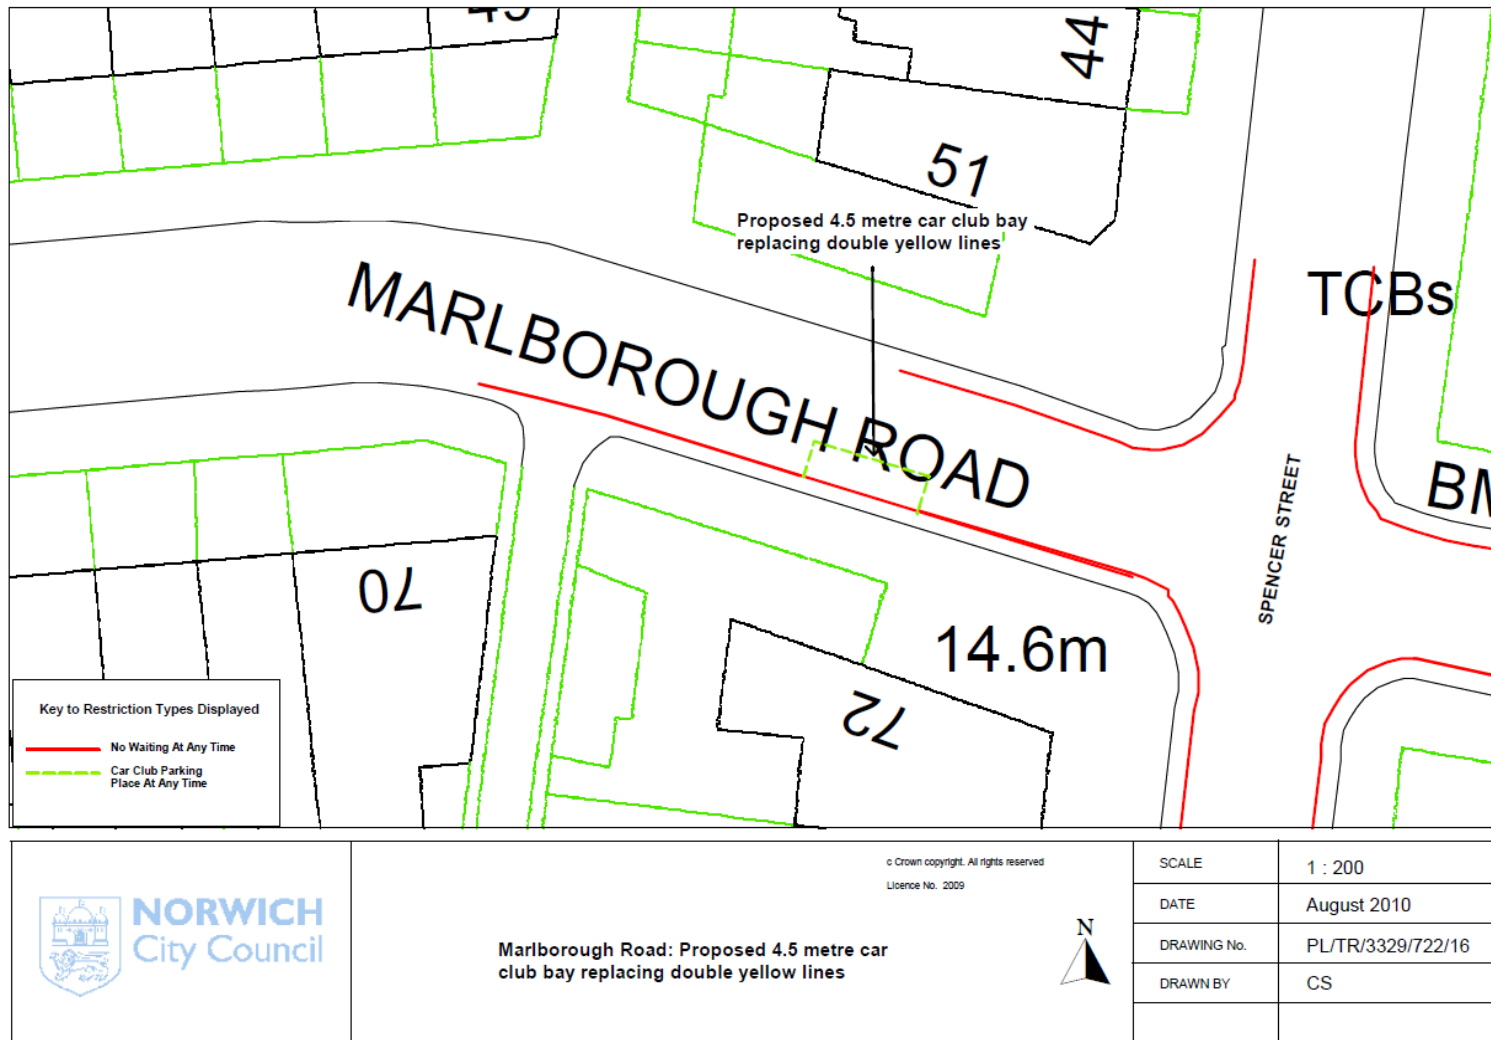 44
51
Proposed 4.5 metre car club bay
replacing double yellow lines
MARLBOROUGH ROAD
TCBs
SPENCER STREET
70
72
14.6m
Key to Restriction Types Displayed
No Waiting At Any Time
Car Club Parking
Place At Any Time
NORWICH
City Council
c Crown copyright. All rights reserved
Licence No. 2009
Marlborough Road: Proposed 4.5 metre car
club bay replacing double yellow lines
N
SCALE 1 : 200
DATE August 2010
DRAWING No. PL/TR/3329/722/16
DRAWN BY CS